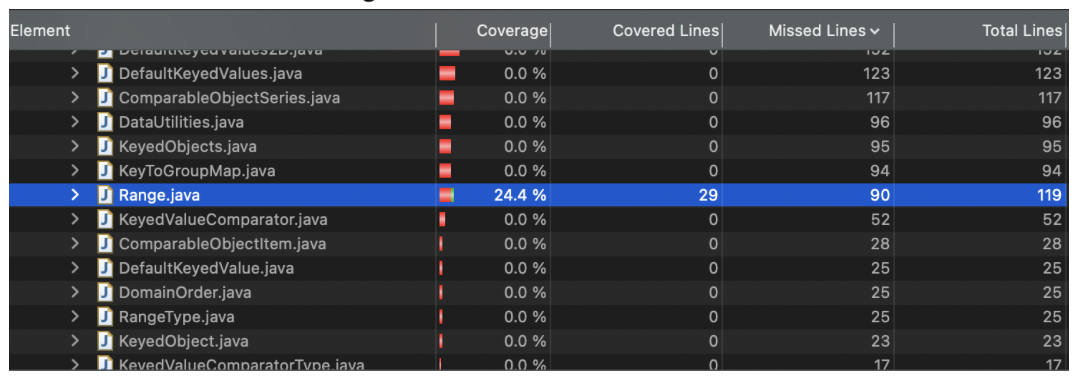 Element Coverage Covered Lines Missed Lines Total Lines
DefaultKeyedValues2D.java 0.0 % 0 132 132
DefaultKeyedValues.java 0.0 % 0 123 123
ComparableObjectSeries.java 0.0 % 0 117 117
DataUtilities.java 0.0 % 0 96 96
KeyedObjects.java 0.0 % 0 95 95
KeyToGroupMap.java 0.0 % 0 94 94
Range.java 24.4 % 29 90 119
KeyedValueComparator.java 0.0 % 0 52 52
ComparableObjectItem.java 0.0 % 0 28 28
DefaultKeyedValue.java 0.0 % 0 25 25
DomainOrder.java 0.0 % 0 25 25
RangeType.java 0.0 % 0 25 25
KeyedObject.java 0.0 % 0 23 23
KeyedValueComparatorType.java 0.0 % 0 17 17